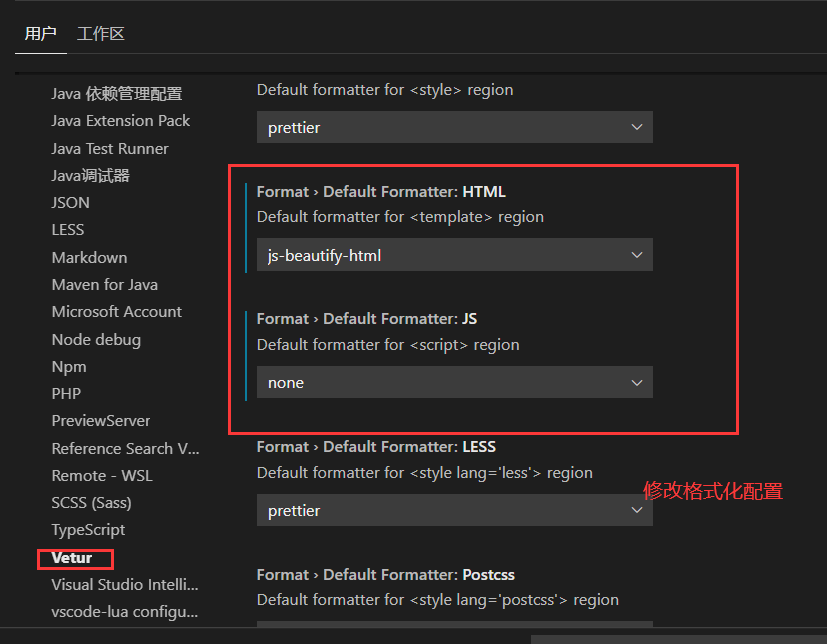 用户 工作区
Java 依赖管理配置
Java Extension Pack
Java Test Runner
Java调试器
JSON
LESS
Markdown
Maven for Java
Microsoft Account
Node debug
Npm
PHP
PreviewServer
Reference Search V...
Remote - WSL
SCSS (Sass)
TypeScript
Vetur
Visual Studio Intelli...
vscode-lua configu...
Default formatter for <style> region
prettier
Format › Default Formatter: HTML
Default formatter for <template> region
js-beautify-html
Format › Default Formatter: JS
Default formatter for <script> region
none
Format › Default Formatter: LESS
Default formatter for <style lang='less'> region
修改格式化配置
prettier
Format › Default Formatter: Postcss
Default formatter for <style lang='postcss'> region